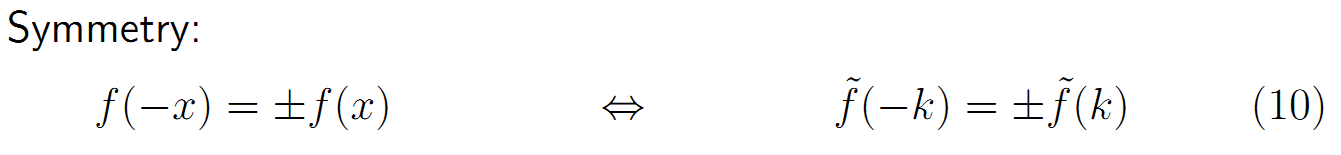 Symmetry:
f(−x) = ±f(x) ⇔ f̃(−k) = ±f̃(k) (10)